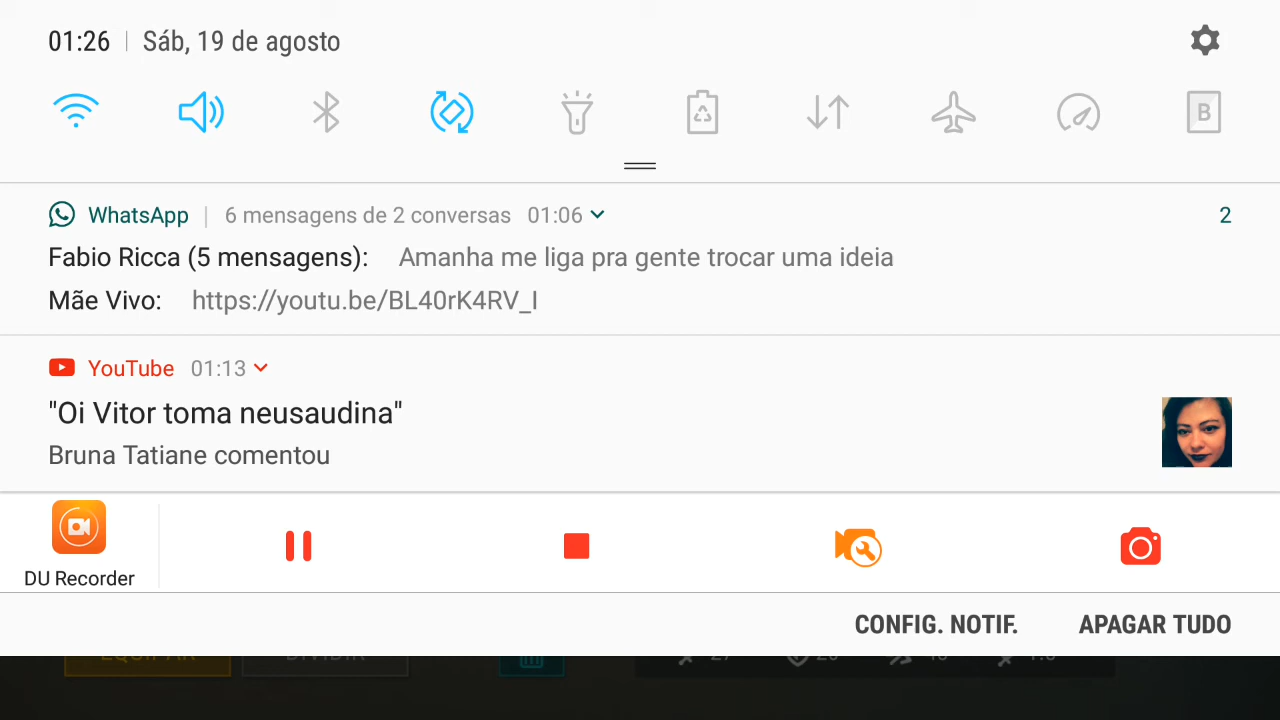 01:26 | Sáb, 19 de agosto
B
WhatsApp | 6 mensagens de 2 conversas 01:06 2
Fabio Ricca (5 mensagens): Amanha me liga pra gente trocar uma ideia
Mãe Vivo: https://youtu.be/BL40rK4RV_I
YouTube 01:13
"Oi Vitor toma neusaudina"
Bruna Tatiane comentou
DU Recorder
CONFIG. NOTIF. APAGAR TUDO
EQUIPAR DIVIDIR